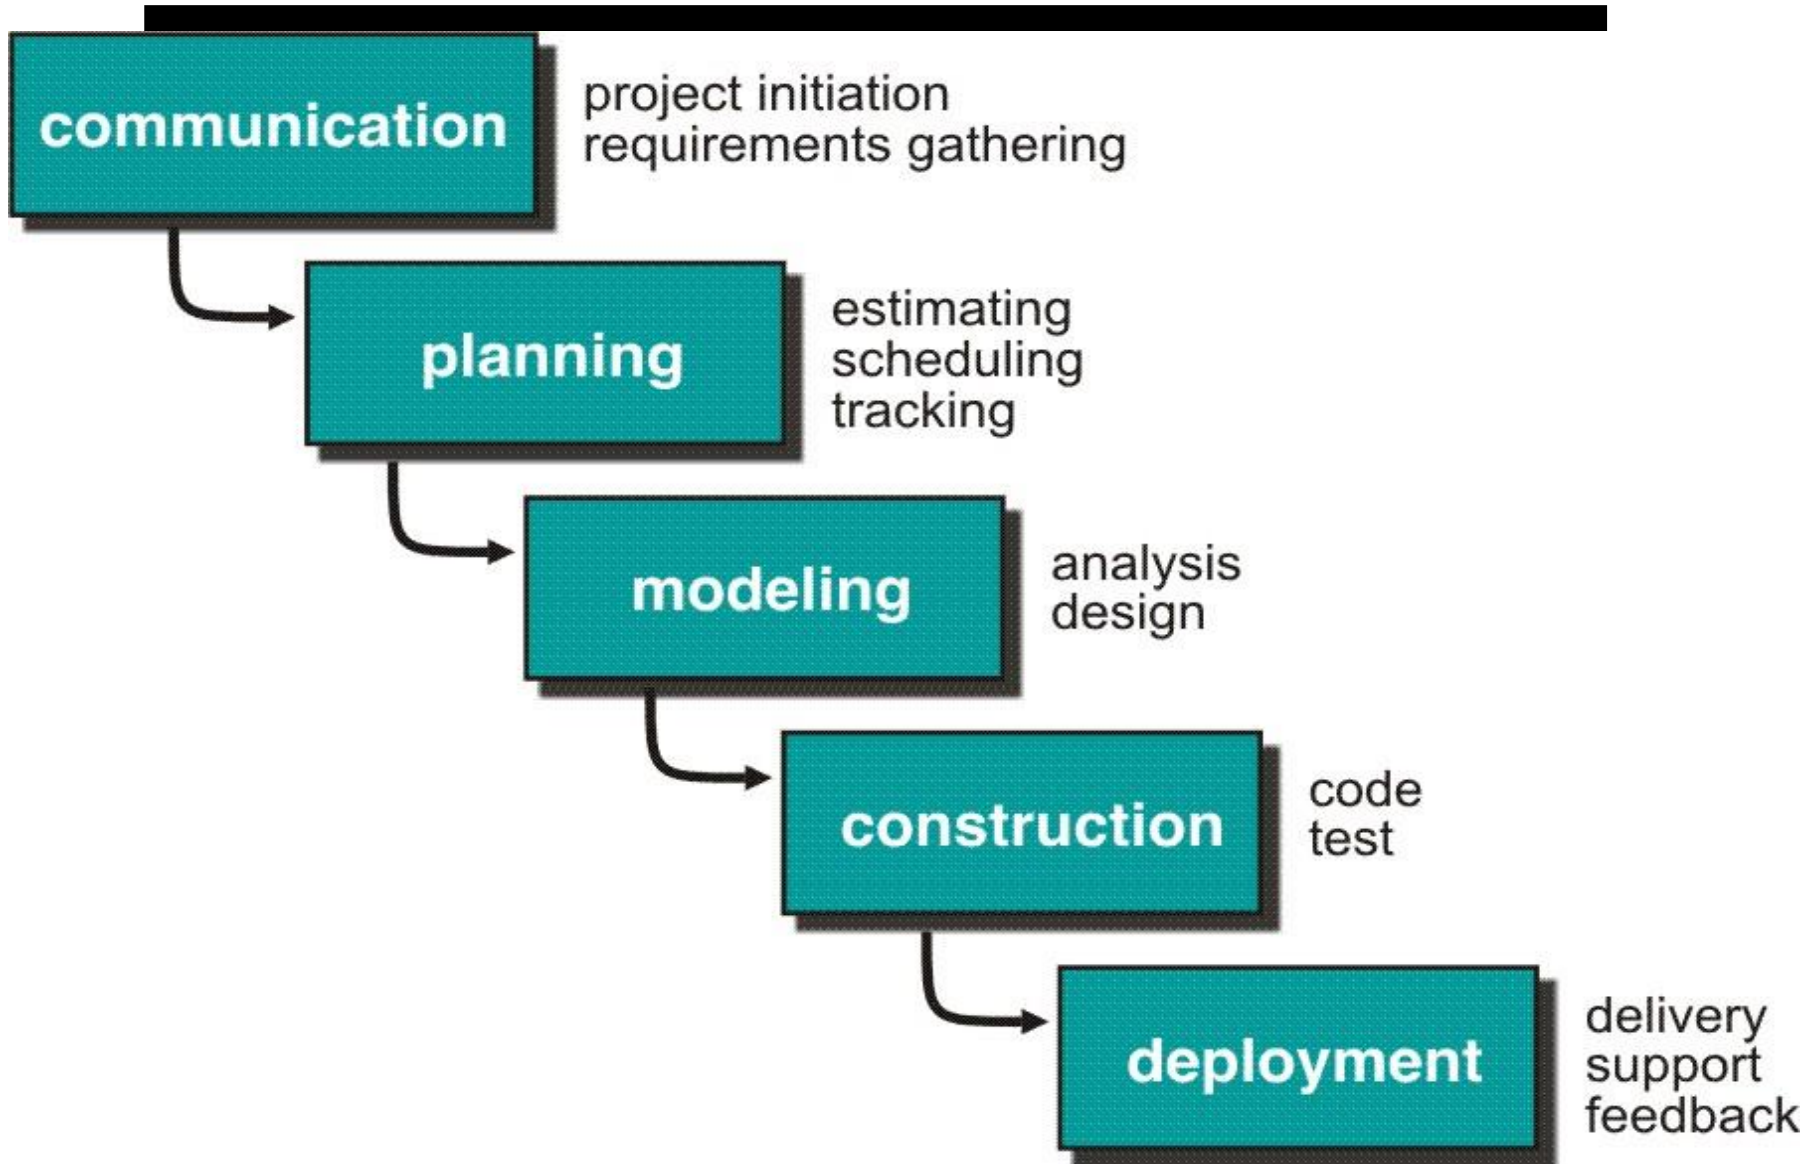 communication
project initiation
requirements gathering
planning
estimating
scheduling
tracking
modeling
analysis
design
construction
code
test
deployment
delivery
support
feedback